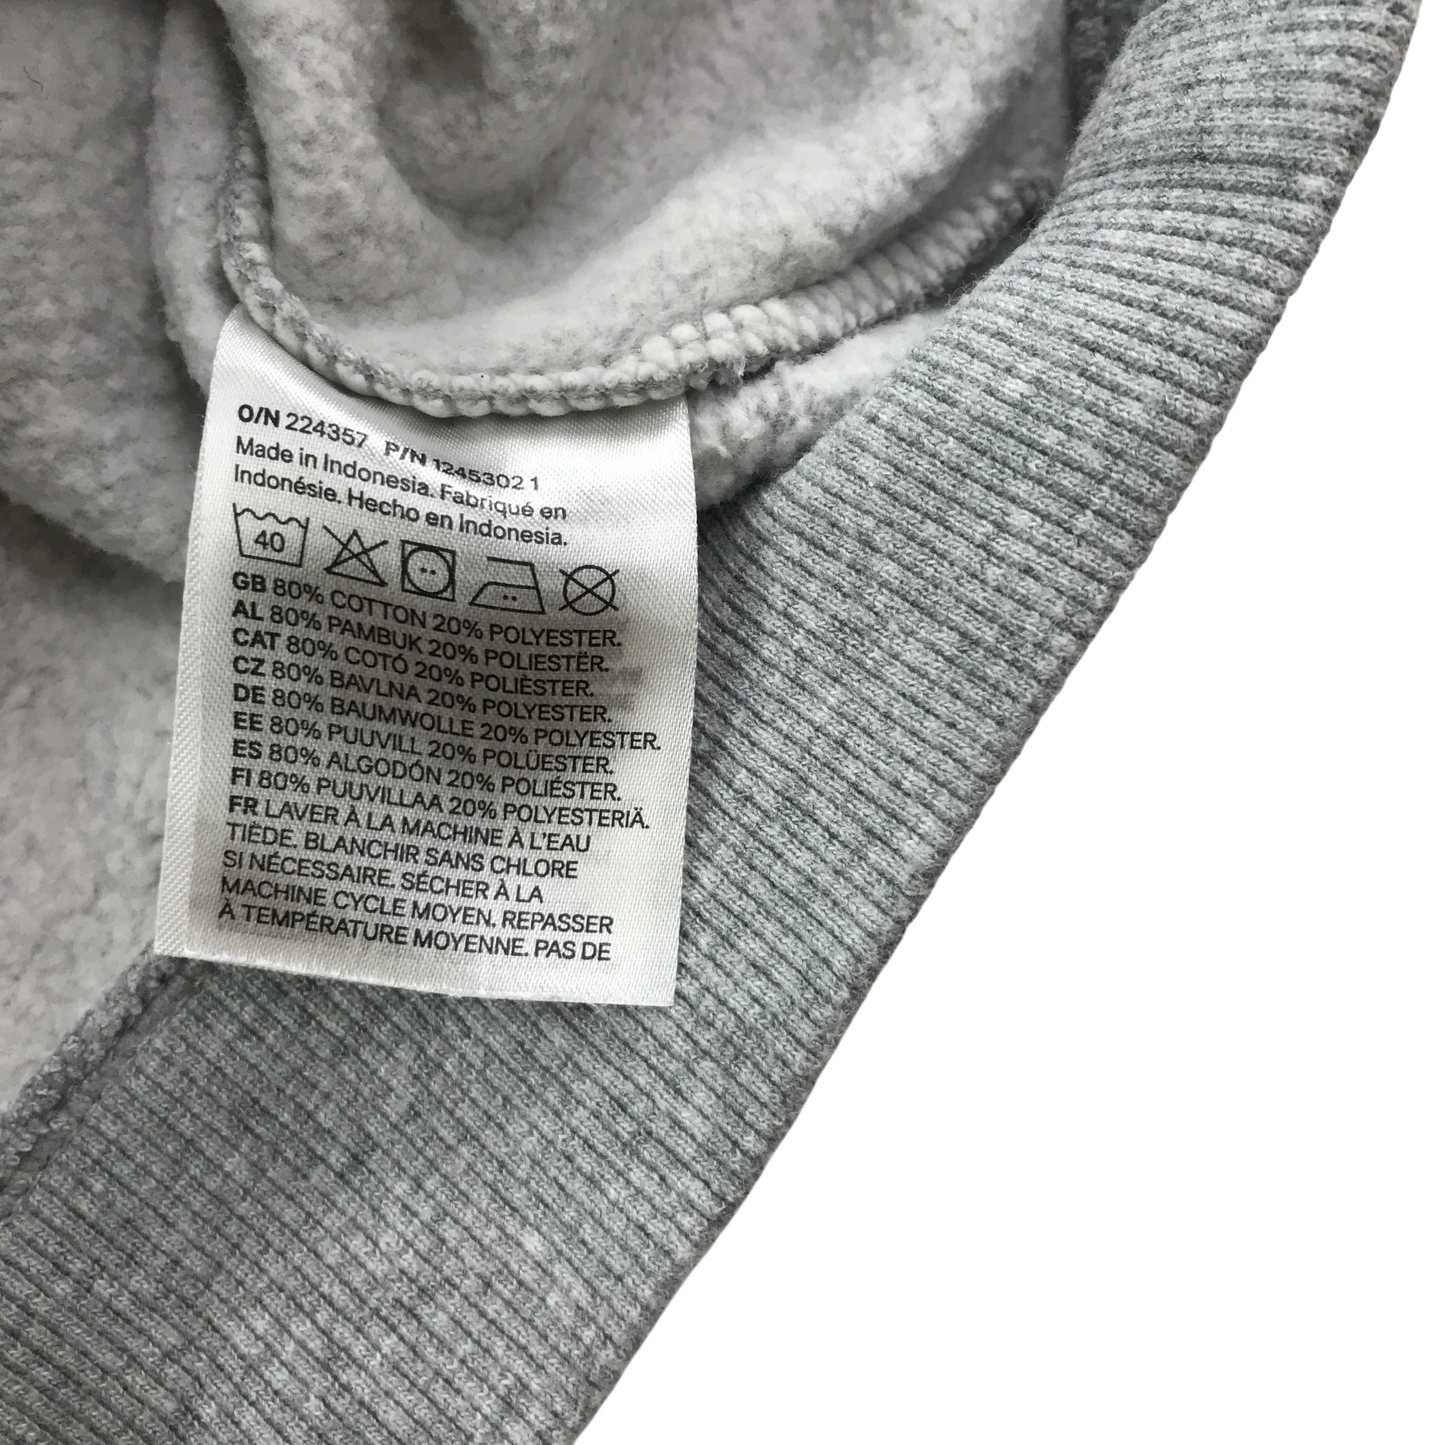 O/N 224357 P/N 1245302 1
Made in Indonesia. Fabriqué en
Indonésie. Hecho en Indonesia.
40
GB 80% COTTON 20% POLYESTER.
AL 80% PAMBUK 20% POLIESTËR.
CAT 80% COTÓ 20% POLIÈSTER.
CZ 80% BAVLNA 20% POLYESTER.
DE 80% BAUMWOLLE 20% POLYESTER.
EE 80% PUUVILL 20% POLÜESTER.
ES 80% ALGODÓN 20% POLIÉSTER.
FI 80% PUUVILLAA 20% POLYESTERIÄ.
FR LAVER À LA MACHINE À L'EAU
TIÈDE. BLANCHIR SANS CHLORE
SI NÉCESSAIRE. SÉCHER À LA
MACHINE CYCLE MOYEN. REPASSER
À TEMPÉRATURE MOYENNE. PAS DE